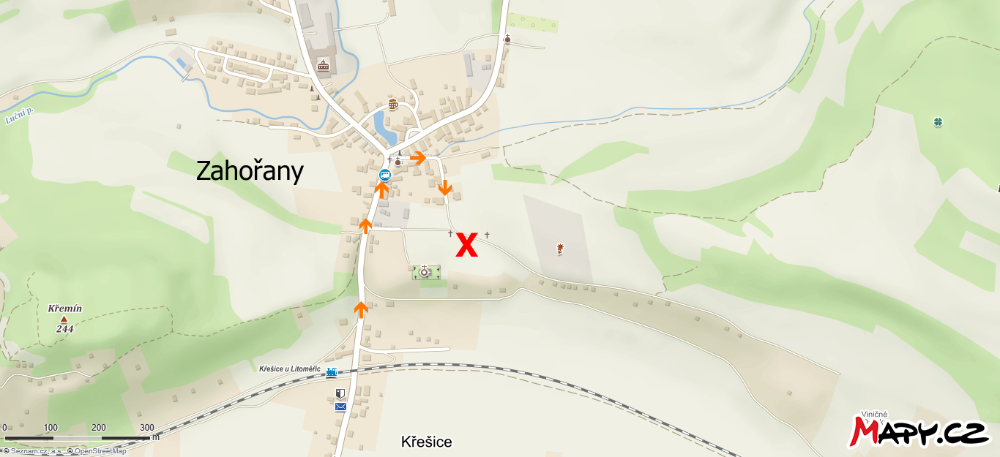 Luční p.
Zahořany
X
Křemín
244
Křešice u Litoměřic
0 100 200 300
m
Viničné
Křešice
Mapy.cz
© Seznam.cz, a.s., © OpenStreetMap